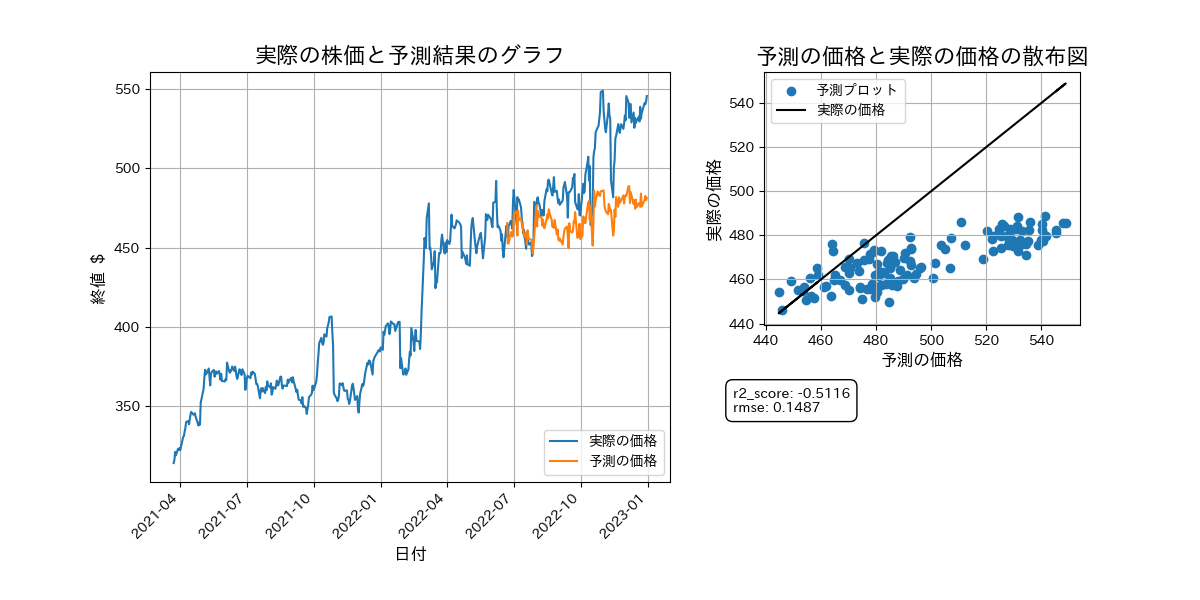 実際の株価と予測結果のグラフ
550
500
450
400
350
終値 $
実際の価格
予測の価格
2021-04
2021-07
2021-10
2022-01
2022-04
2022-07
2022-10
2023-01
日付
予測の価格と実際の価格の散布図
予測プロット
実際の価格
540
520
500
480
460
440
実際の価格
440
460
480
500
520
540
予測の価格
r2_score: -0.5116
rmse: 0.1487